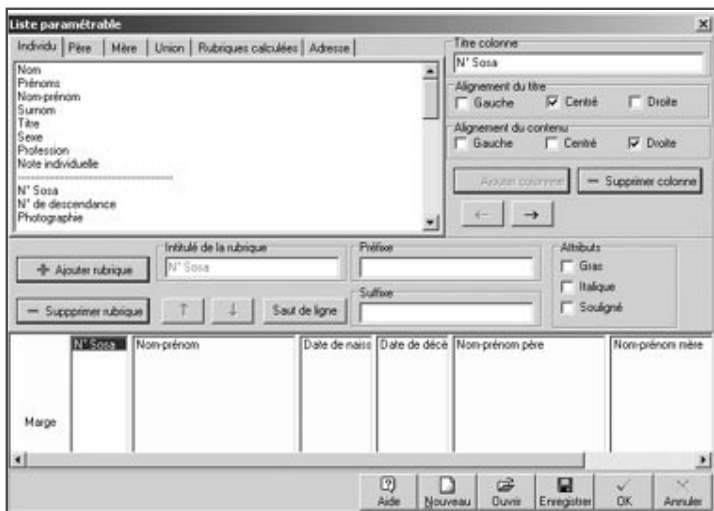 Liste paramétrable
Individu Père Mère Union Rubriques calculées Adresse
Nom
Prénoms
Nom-prénom
Surnom
Titre
Sexe
Profession
Note individuelle
--------------------------------------
N° Sosa
N° de descendance
Photographie
Titre colonne
N° Sosa
Alignement du titre
Gauche Centré Droite
Alignement du contenu
Gauche Centré Droite
Ajouter colonne Supprimer colonne
Ajouter rubrique
Suppprimer rubrique
Intitulé de la rubrique
N° Sosa
Saut de ligne
Préfixe
Suffixe
Attributs
Gras
Italique
Souligné
Marge
N° Sosa Nom-prénom Date de naiss Date de décè Nom-prénom père Nom-prénom mère
Aide Nouveau Ouvrir Enregistrer OK Annuler